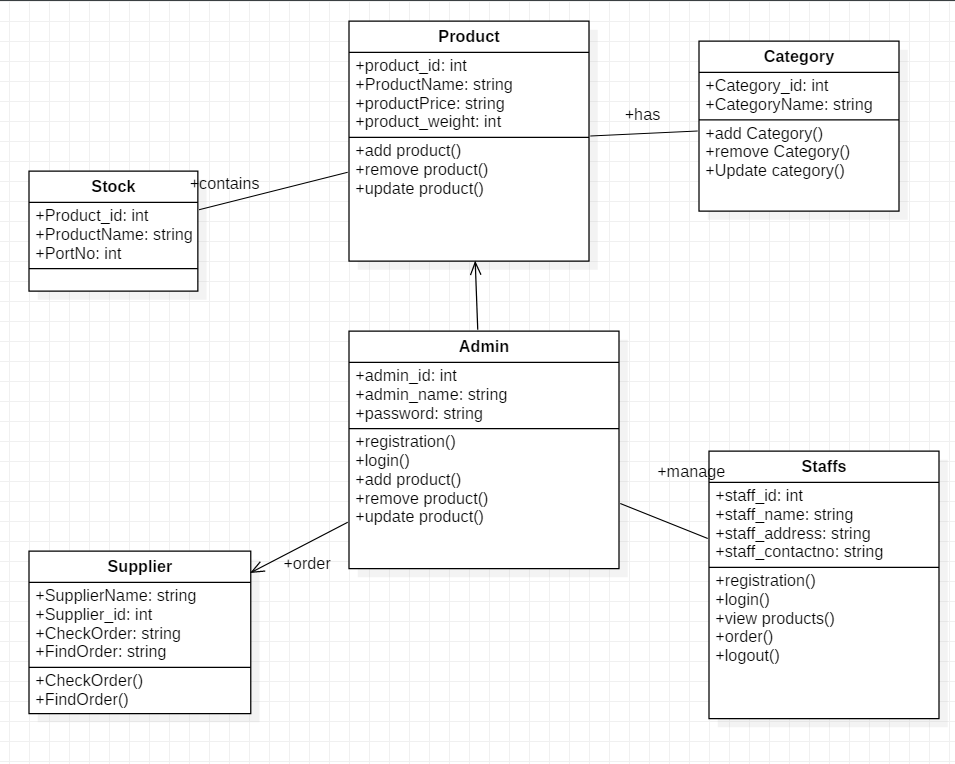 Product
+product_id: int
+ProductName: string
+productPrice: string
+product_weight: int
+add product()
+remove product()
+update product()
+has
Category
+Category_id: int
+CategoryName: string
+add Category()
+remove Category()
+Update category()
+contains
Stock
+Product_id: int
+ProductName: string
+PortNo: int
Admin
+admin_id: int
+admin_name: string
+password: string
+registration()
+login()
+add product()
+remove product()
+update product()
+manage
Staffs
+staff_id: int
+staff_name: string
+staff_address: string
+staff_contactno: string
+registration()
+login()
+view products()
+order()
+logout()
+order
Supplier
+SupplierName: string
+Supplier_id: int
+CheckOrder: string
+FindOrder: string
+CheckOrder()
+FindOrder()